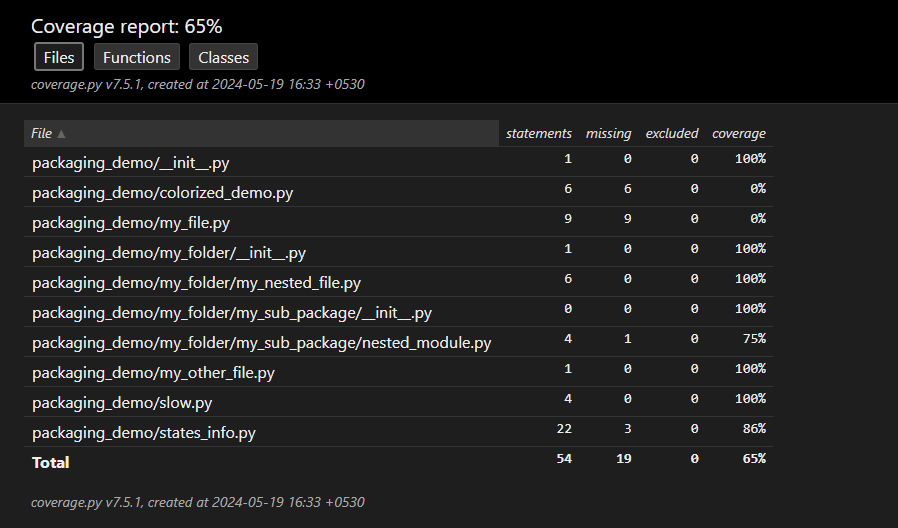 Coverage report: 65%
Files Functions Classes
coverage.py v7.5.1, created at 2024-05-19 16:33 +0530
File ▲ statements missing excluded coverage
packaging_demo/__init__.py 1 0 0 100%
packaging_demo/colorized_demo.py 6 6 0 0%
packaging_demo/my_file.py 9 9 0 0%
packaging_demo/my_folder/__init__.py 1 0 0 100%
packaging_demo/my_folder/my_nested_file.py 6 0 0 100%
packaging_demo/my_folder/my_sub_package/__init__.py 0 0 0 100%
packaging_demo/my_folder/my_sub_package/nested_module.py 4 1 0 75%
packaging_demo/my_other_file.py 1 0 0 100%
packaging_demo/slow.py 4 0 0 100%
packaging_demo/states_info.py 22 3 0 86%
Total 54 19 0 65%
coverage.py v7.5.1, created at 2024-05-19 16:33 +0530